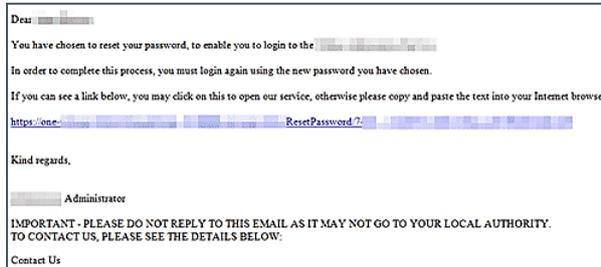 Dear
You have chosen to reset your password, to enable you to login to the
In order to complete this process, you must login again using the new password you have chosen.
If you can see a link below, you may click on this to open our service, otherwise please copy and paste the text into your Internet browse
https://one- ResetPassword/7-
Kind regards,
Administrator
IMPORTANT - PLEASE DO NOT REPLY TO THIS EMAIL AS IT MAY NOT GO TO YOUR LOCAL AUTHORITY.
TO CONTACT US, PLEASE SEE THE DETAILS BELOW:
Contact Us